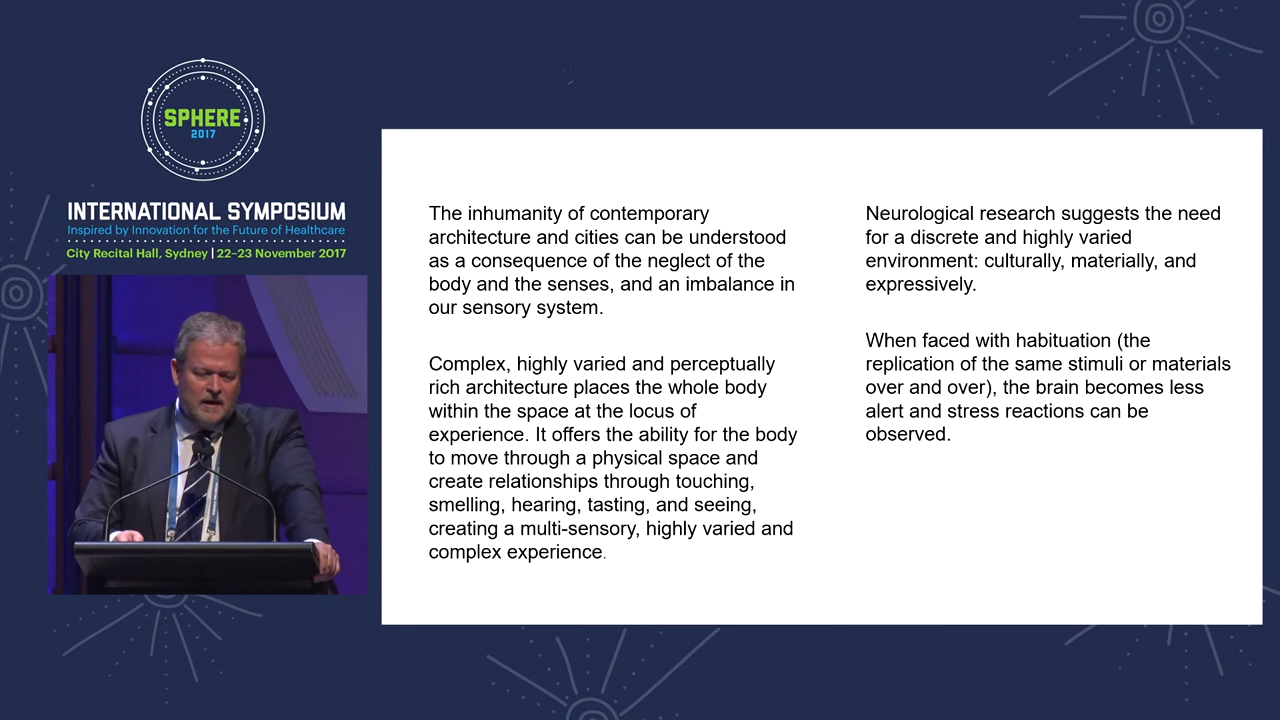 SPHERE
2017
INTERNATIONAL SYMPOSIUM
Inspired by Innovation for the Future of Healthcare
City Recital Hall, Sydney | 22–23 November 2017
The inhumanity of contemporary
architecture and cities can be understood
as a consequence of the neglect of the
body and the senses, and an imbalance in
our sensory system.
Complex, highly varied and perceptually
rich architecture places the whole body
within the space at the locus of
experience. It offers the ability for the body
to move through a physical space and
create relationships through touching,
smelling, hearing, tasting, and seeing,
creating a multi-sensory, highly varied and
complex experience.
Neurological research suggests the need
for a discrete and highly varied
environment: culturally, materially, and
expressively.
When faced with habituation (the
replication of the same stimuli or materials
over and over), the brain becomes less
alert and stress reactions can be
observed.